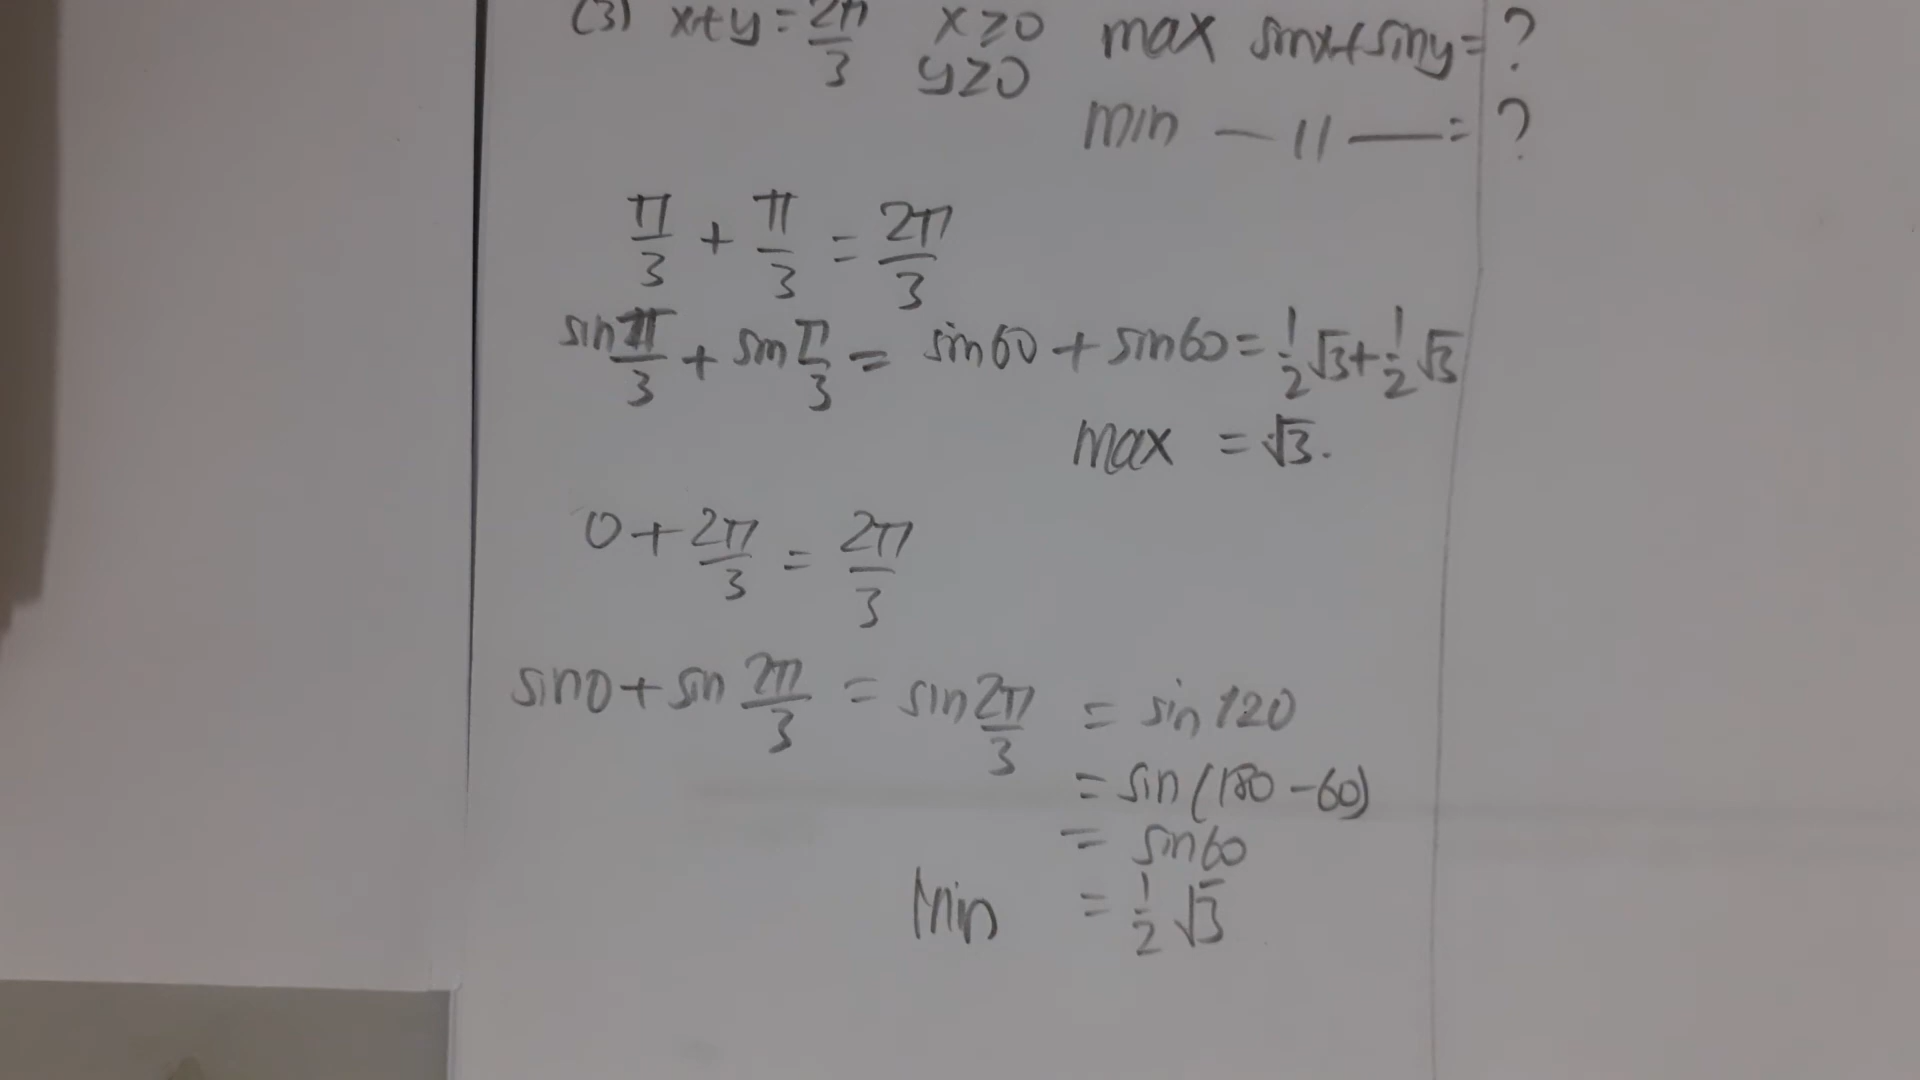 (3) x+y = 2π/3 x≥0 max sinx+siny = ?
y≥0
min — 11 — = ?
π/3 + π/3 = 2π/3
sin π/3 + sin π/3 = sin60 + sin60 = 1/2 √3 + 1/2 √3
max = √3.
0 + 2π/3 = 2π/3
sin0 + sin 2π/3 = sin 2π/3 = sin 120
= sin (180 - 60)
= sin60
Min = 1/2 √3